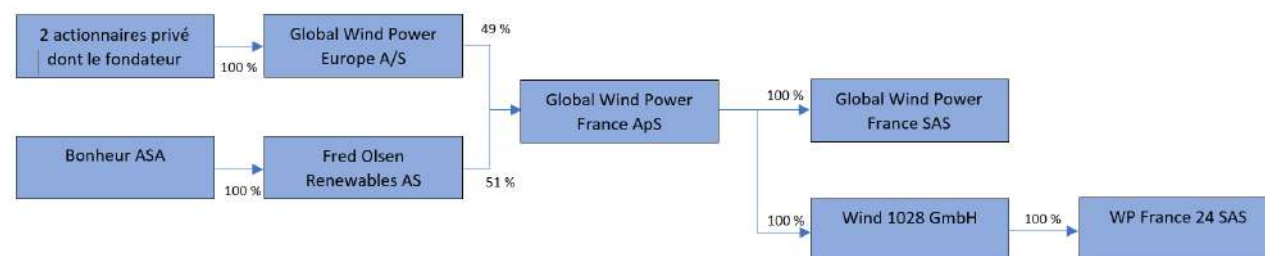 2 actionnaires privé
dont le fondateur
100 %
Global Wind Power
Europe A/S
49 %
Bonheur ASA
100 %
Fred Olsen
Renewables AS
51 %
Global Wind Power
France ApS
100 %
Global Wind Power
France SAS
100 %
Wind 1028 GmbH
100 %
WP France 24 SAS